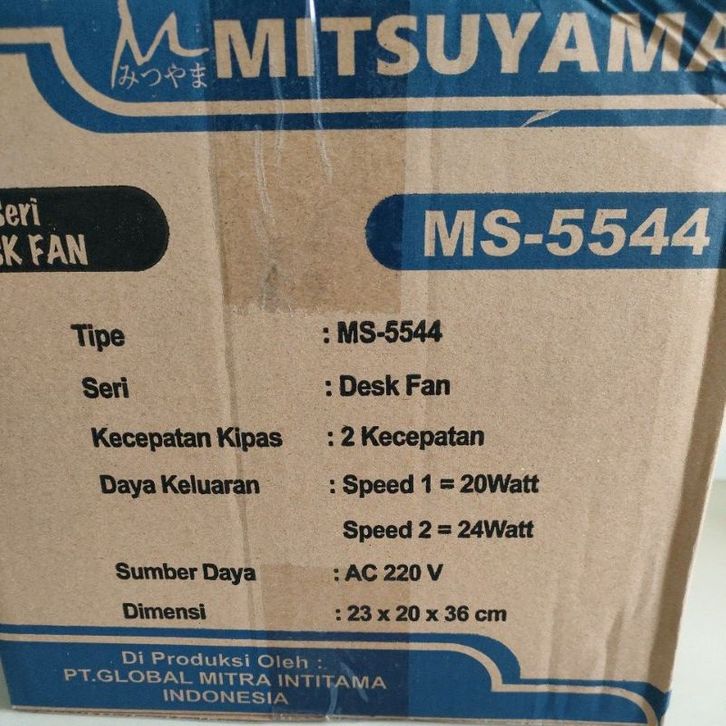 みつやま MITSUYAMA
Seri
FAN
MS-5544
Tipe : MS-5544
Seri : Desk Fan
Kecepatan Kipas : 2 Kecepatan
Daya Keluaran : Speed 1 = 20Watt
Speed 2 = 24Watt
Sumber Daya : AC 220 V
Dimensi : 23 x 20 x 36 cm
Di Produksi Oleh :
PT.GLOBAL MITRA INTITAMA
INDONESIA